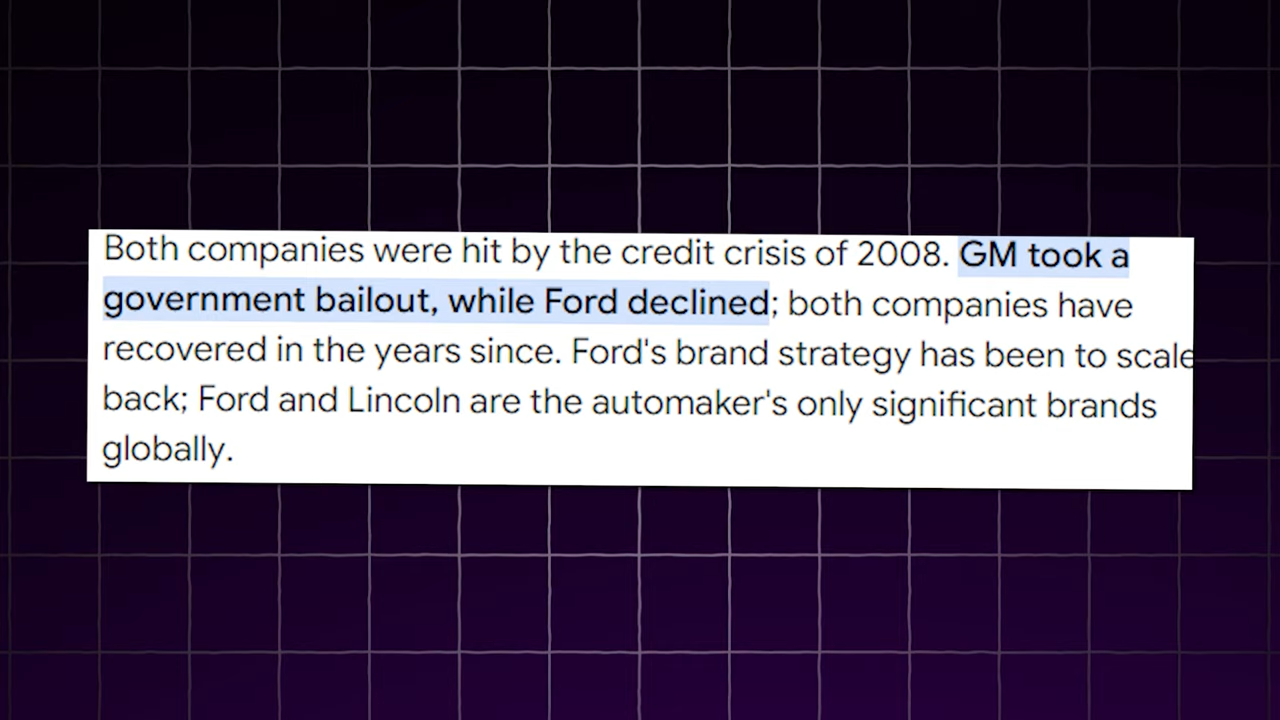 Both companies were hit by the credit crisis of 2008. GM took a
government bailout, while Ford declined; both companies have
recovered in the years since. Ford's brand strategy has been to scale
back; Ford and Lincoln are the automaker's only significant brands
globally.